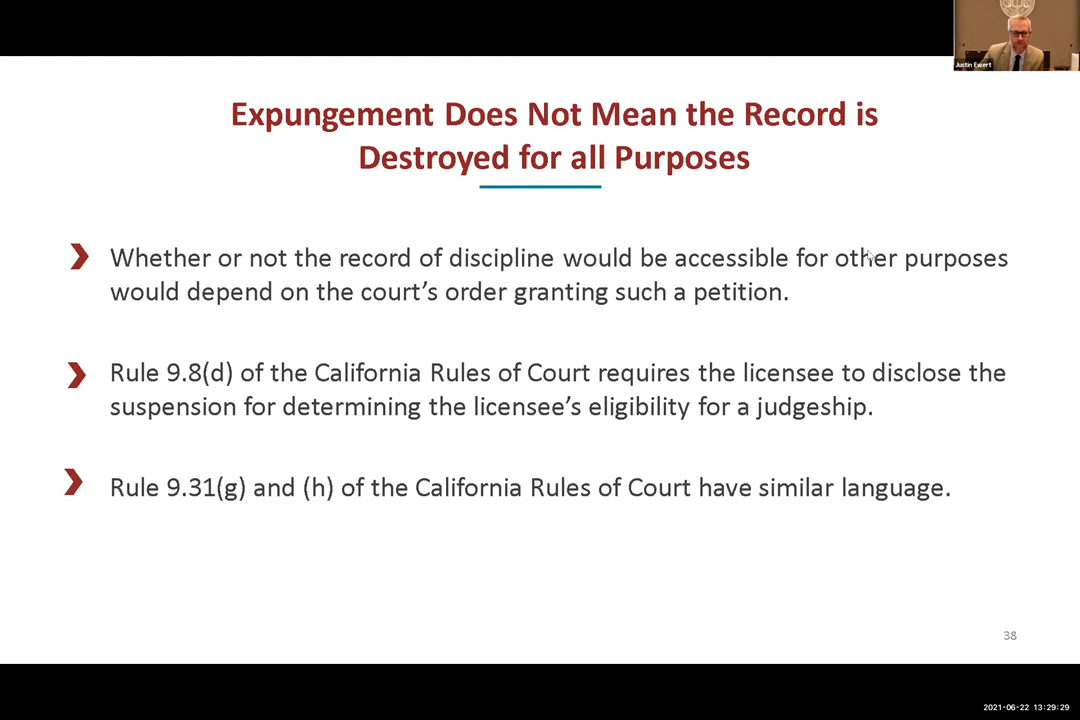 Justin Ewert
Expungement Does Not Mean the Record is
Destroyed for all Purposes
Whether or not the record of discipline would be accessible for other purposes
would depend on the court's order granting such a petition.
Rule 9.8(d) of the California Rules of Court requires the licensee to disclose the
suspension for determining the licensee's eligibility for a judgeship.
Rule 9.31(g) and (h) of the California Rules of Court have similar language.
38
2021-06-22 13:29:29